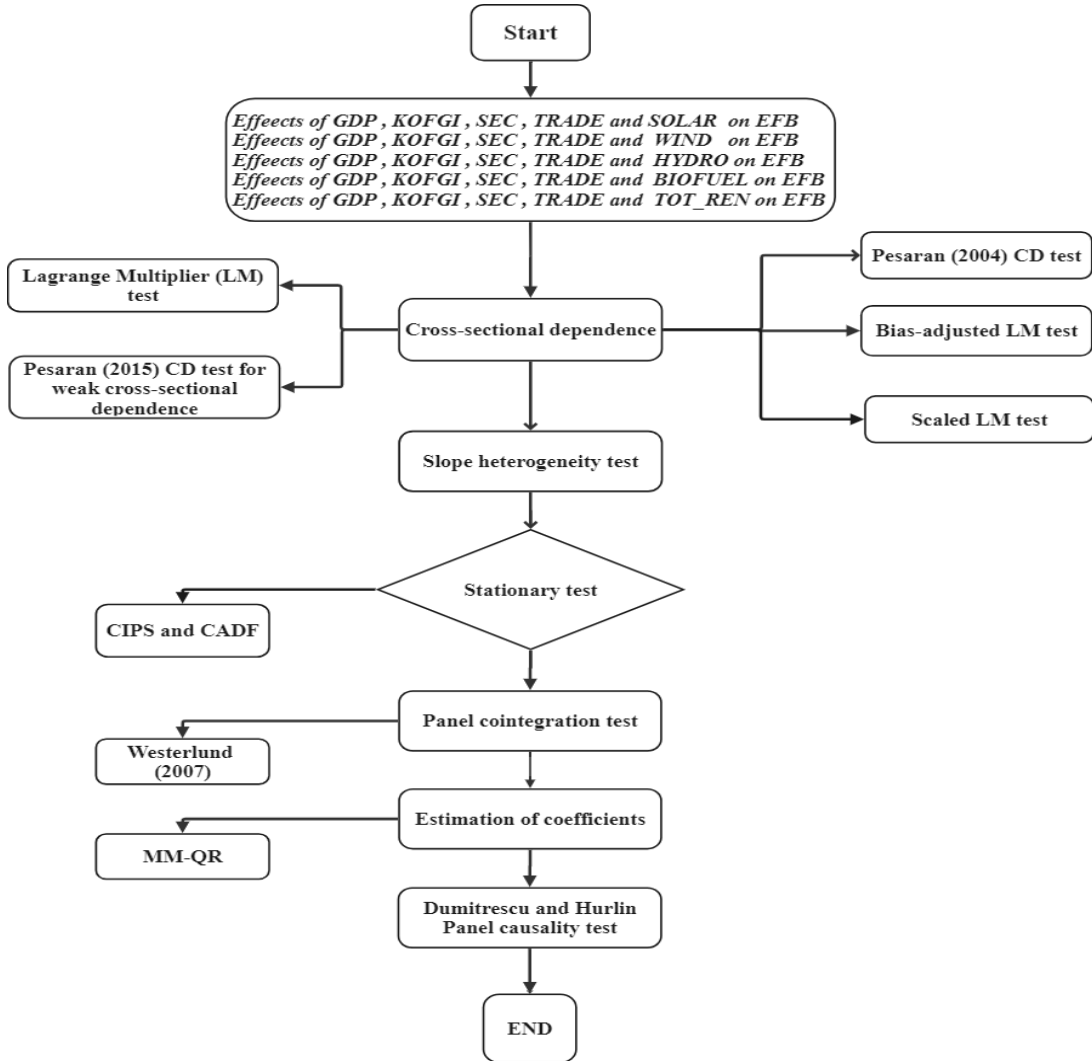 Start
Effeects of GDP , KOFGI , SEC , TRADE and SOLAR on EFB
Effeects of GDP , KOFGI , SEC , TRADE and WIND on EFB
Effeects of GDP , KOFGI , SEC , TRADE and HYDRO on EFB
Effeects of GDP , KOFGI , SEC , TRADE and BIOFUEL on EFB
Effeects of GDP , KOFGI , SEC , TRADE and TOT_REN on EFB
Lagrange Multiplier (LM)
test
Pesaran (2015) CD test for
weak cross-sectional
dependence
Cross-sectional dependence
Pesaran (2004) CD test
Bias-adjusted LM test
Scaled LM test
Slope heterogeneity test
Stationary test
CIPS and CADF
Panel cointegration test
Westerlund
(2007)
Estimation of coefficients
MM-QR
Dumitrescu and Hurlin
Panel causality test
END